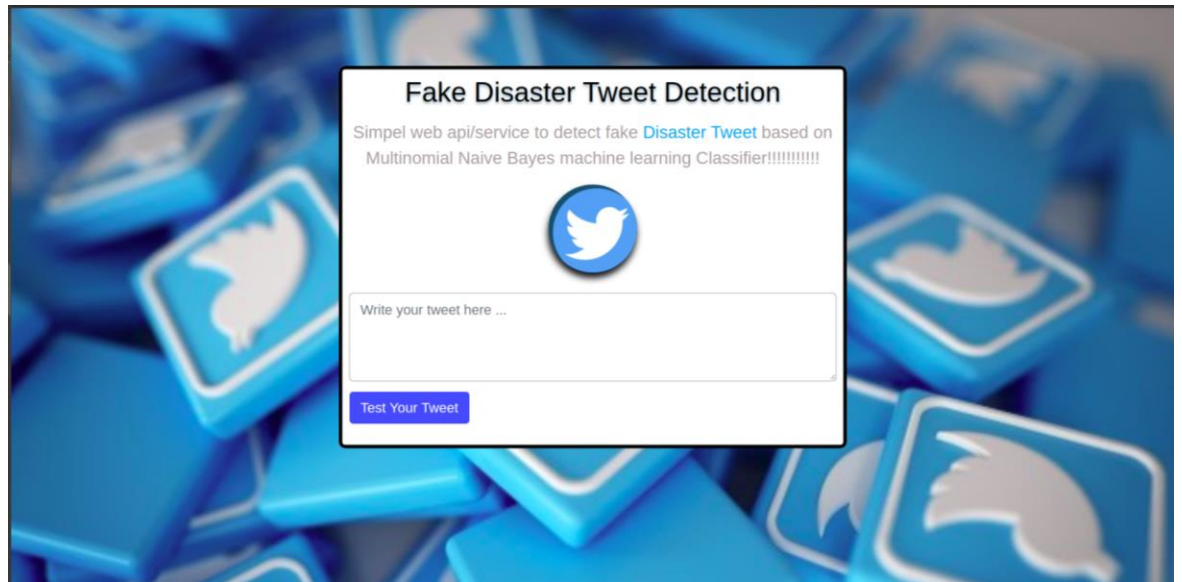 Fake Disaster Tweet Detection
Simpel web api/service to detect fake Disaster Tweet based on
Multinomial Naive Bayes machine learning Classifier!!!!!!!!!!!
Write your tweet here ...
Test Your Tweet